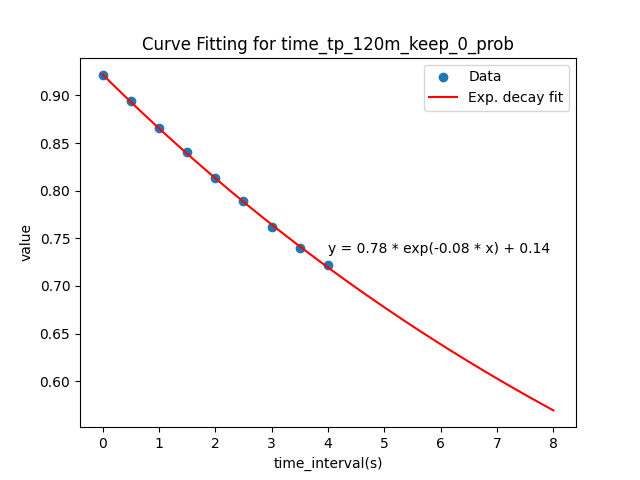 Curve Fitting for time_tp_120m_keep_0_prob
Data
Exp. decay fit
0.90
0.85
0.80
0.75
0.70
0.65
0.60
value
y = 0.78 * exp(-0.08 * x) + 0.14
0 1 2 3 4 5 6 7 8
time_interval(s)